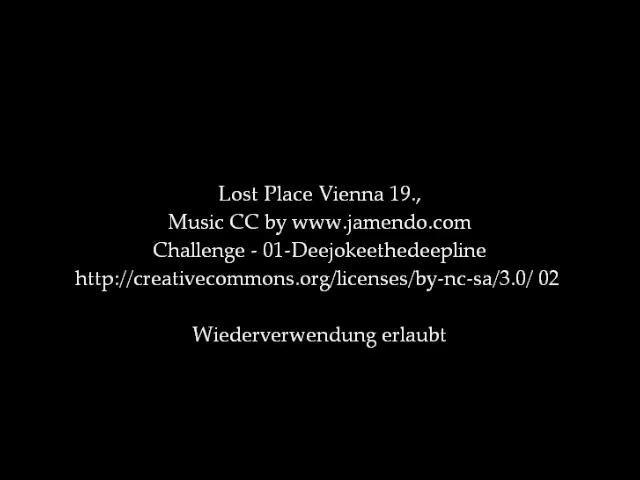 Lost Place Vienna 19.,
Music CC by www.jamendo.com
Challenge - 01-Deejokeethedeepline
http://creativecommons.org/licenses/by-nc-sa/3.0/ 02
Wiederverwendung erlaubt